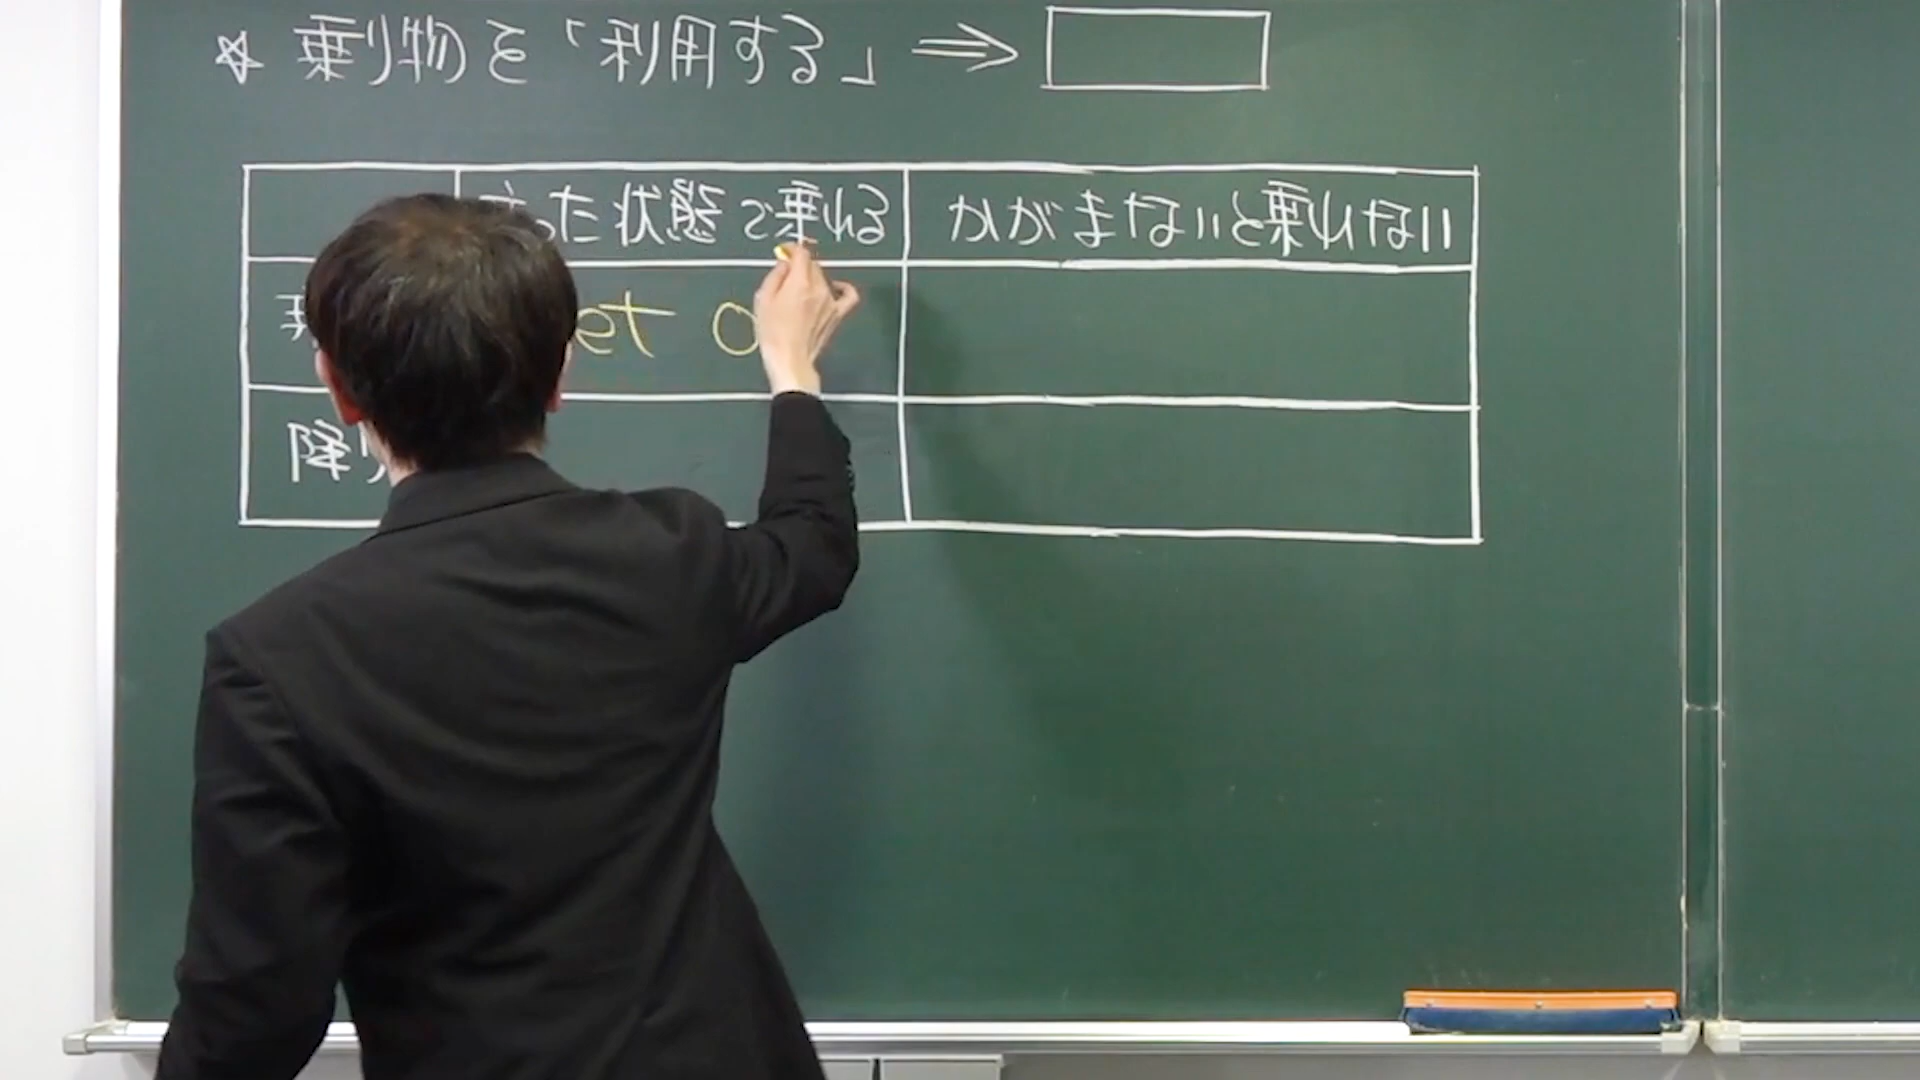 ☆ 乗り物を「利用する」⇒
った状態で乗れる かがまないと乗れない
et o
降り